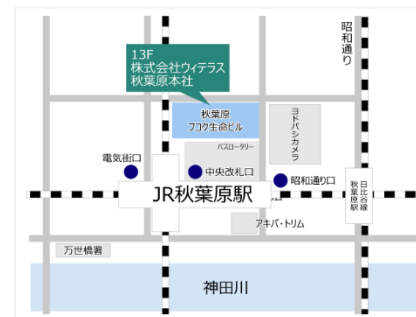 昭和通り
13F
株式会社ウィテラス
秋葉原本社
秋葉原
フコク生命ビル
ヨドバシカメラ
バスロータリー
電気街口
中央改札口
昭和通り口
JR秋葉原駅
日比谷線
秋葉原駅
アキバ・トリム
万世橋署
神田川